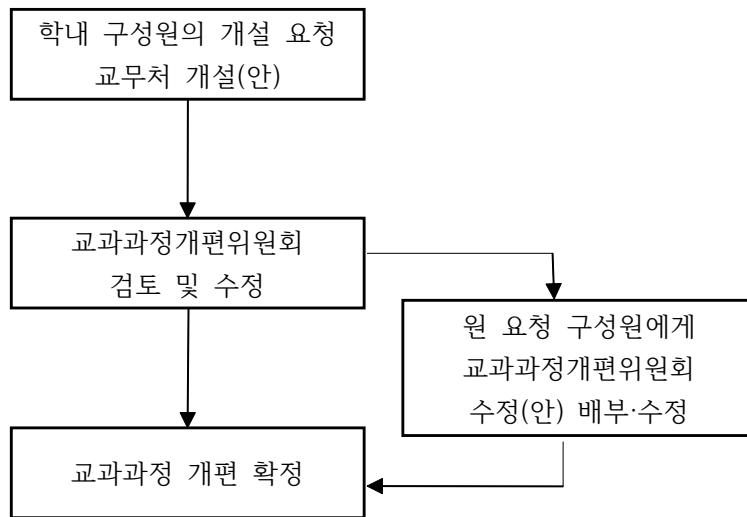 학내 구성원의 개설 요청
교무처 개설(안)
교과과정개편위원회
검토 및 수정
원 요청 구성원에게
교과과정개편위원회
수정(안) 배부·수정
교과과정 개편 확정